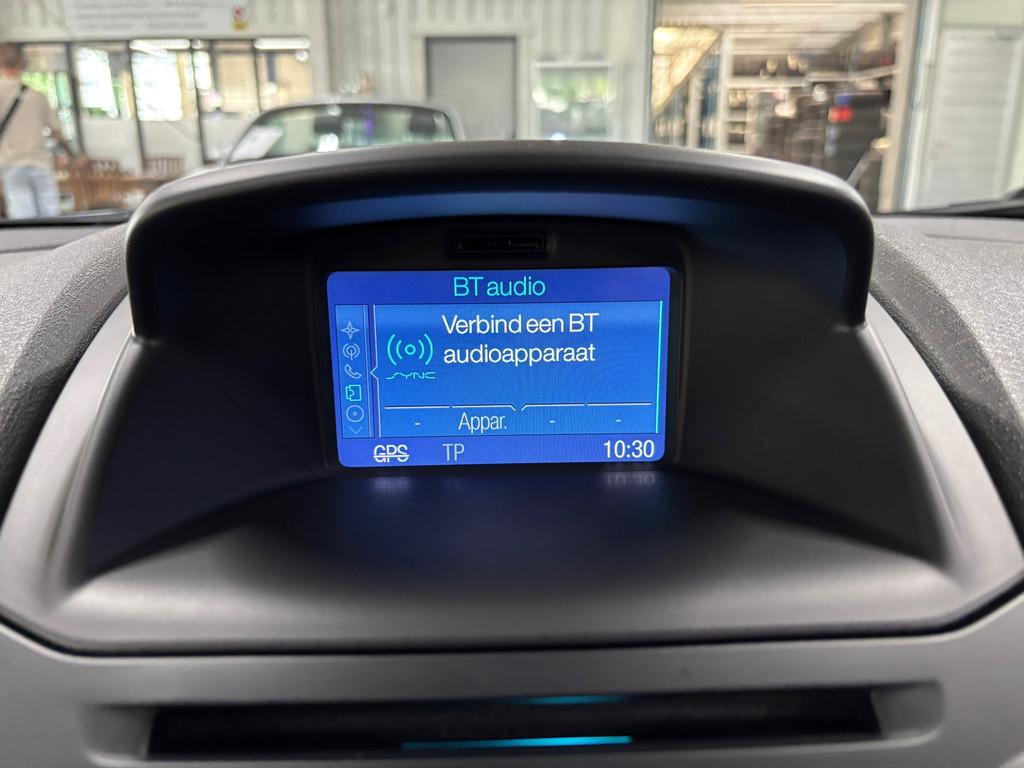 BT audio
Verbind een BT
audioapparaat
SYNC
- Appar. - -
GPS TP 10:30